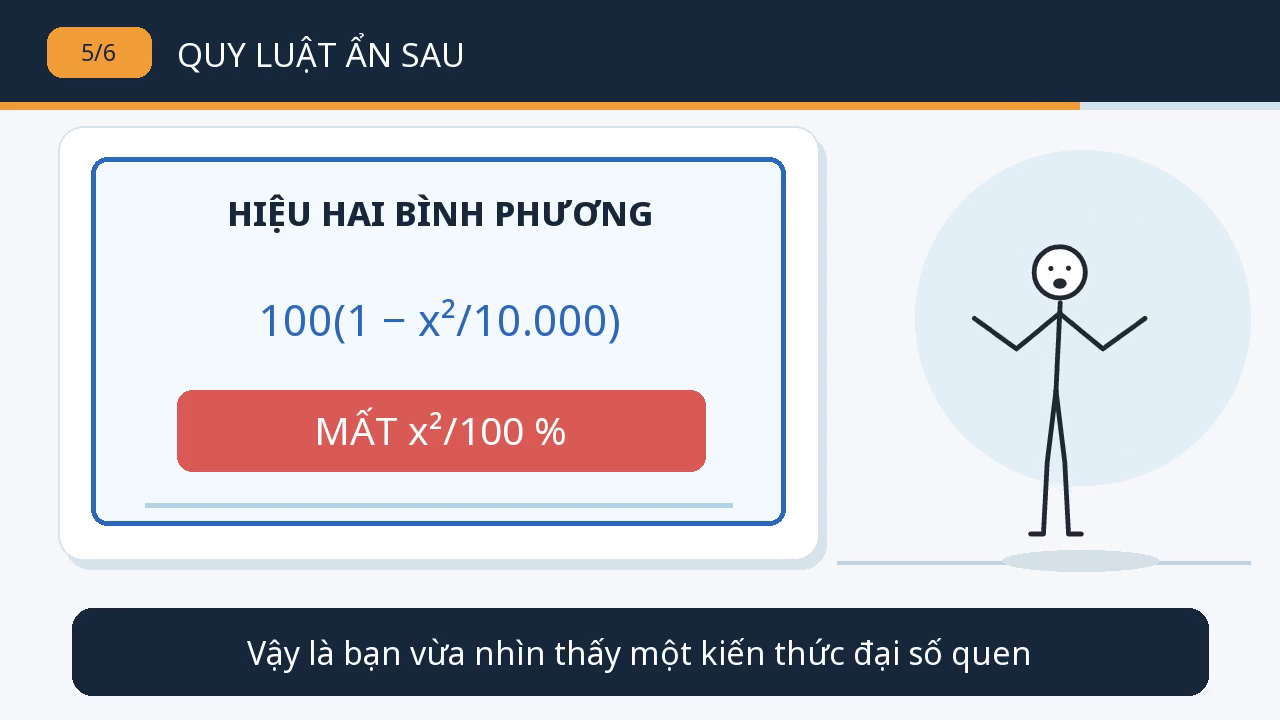 5/6
QUY LUẬT ẨN SAU
HIỆU HAI BÌNH PHƯƠNG
100(1 − x²/10.000)
MẤT x²/100 %
Vậy là bạn vừa nhìn thấy một kiến thức đại số quen